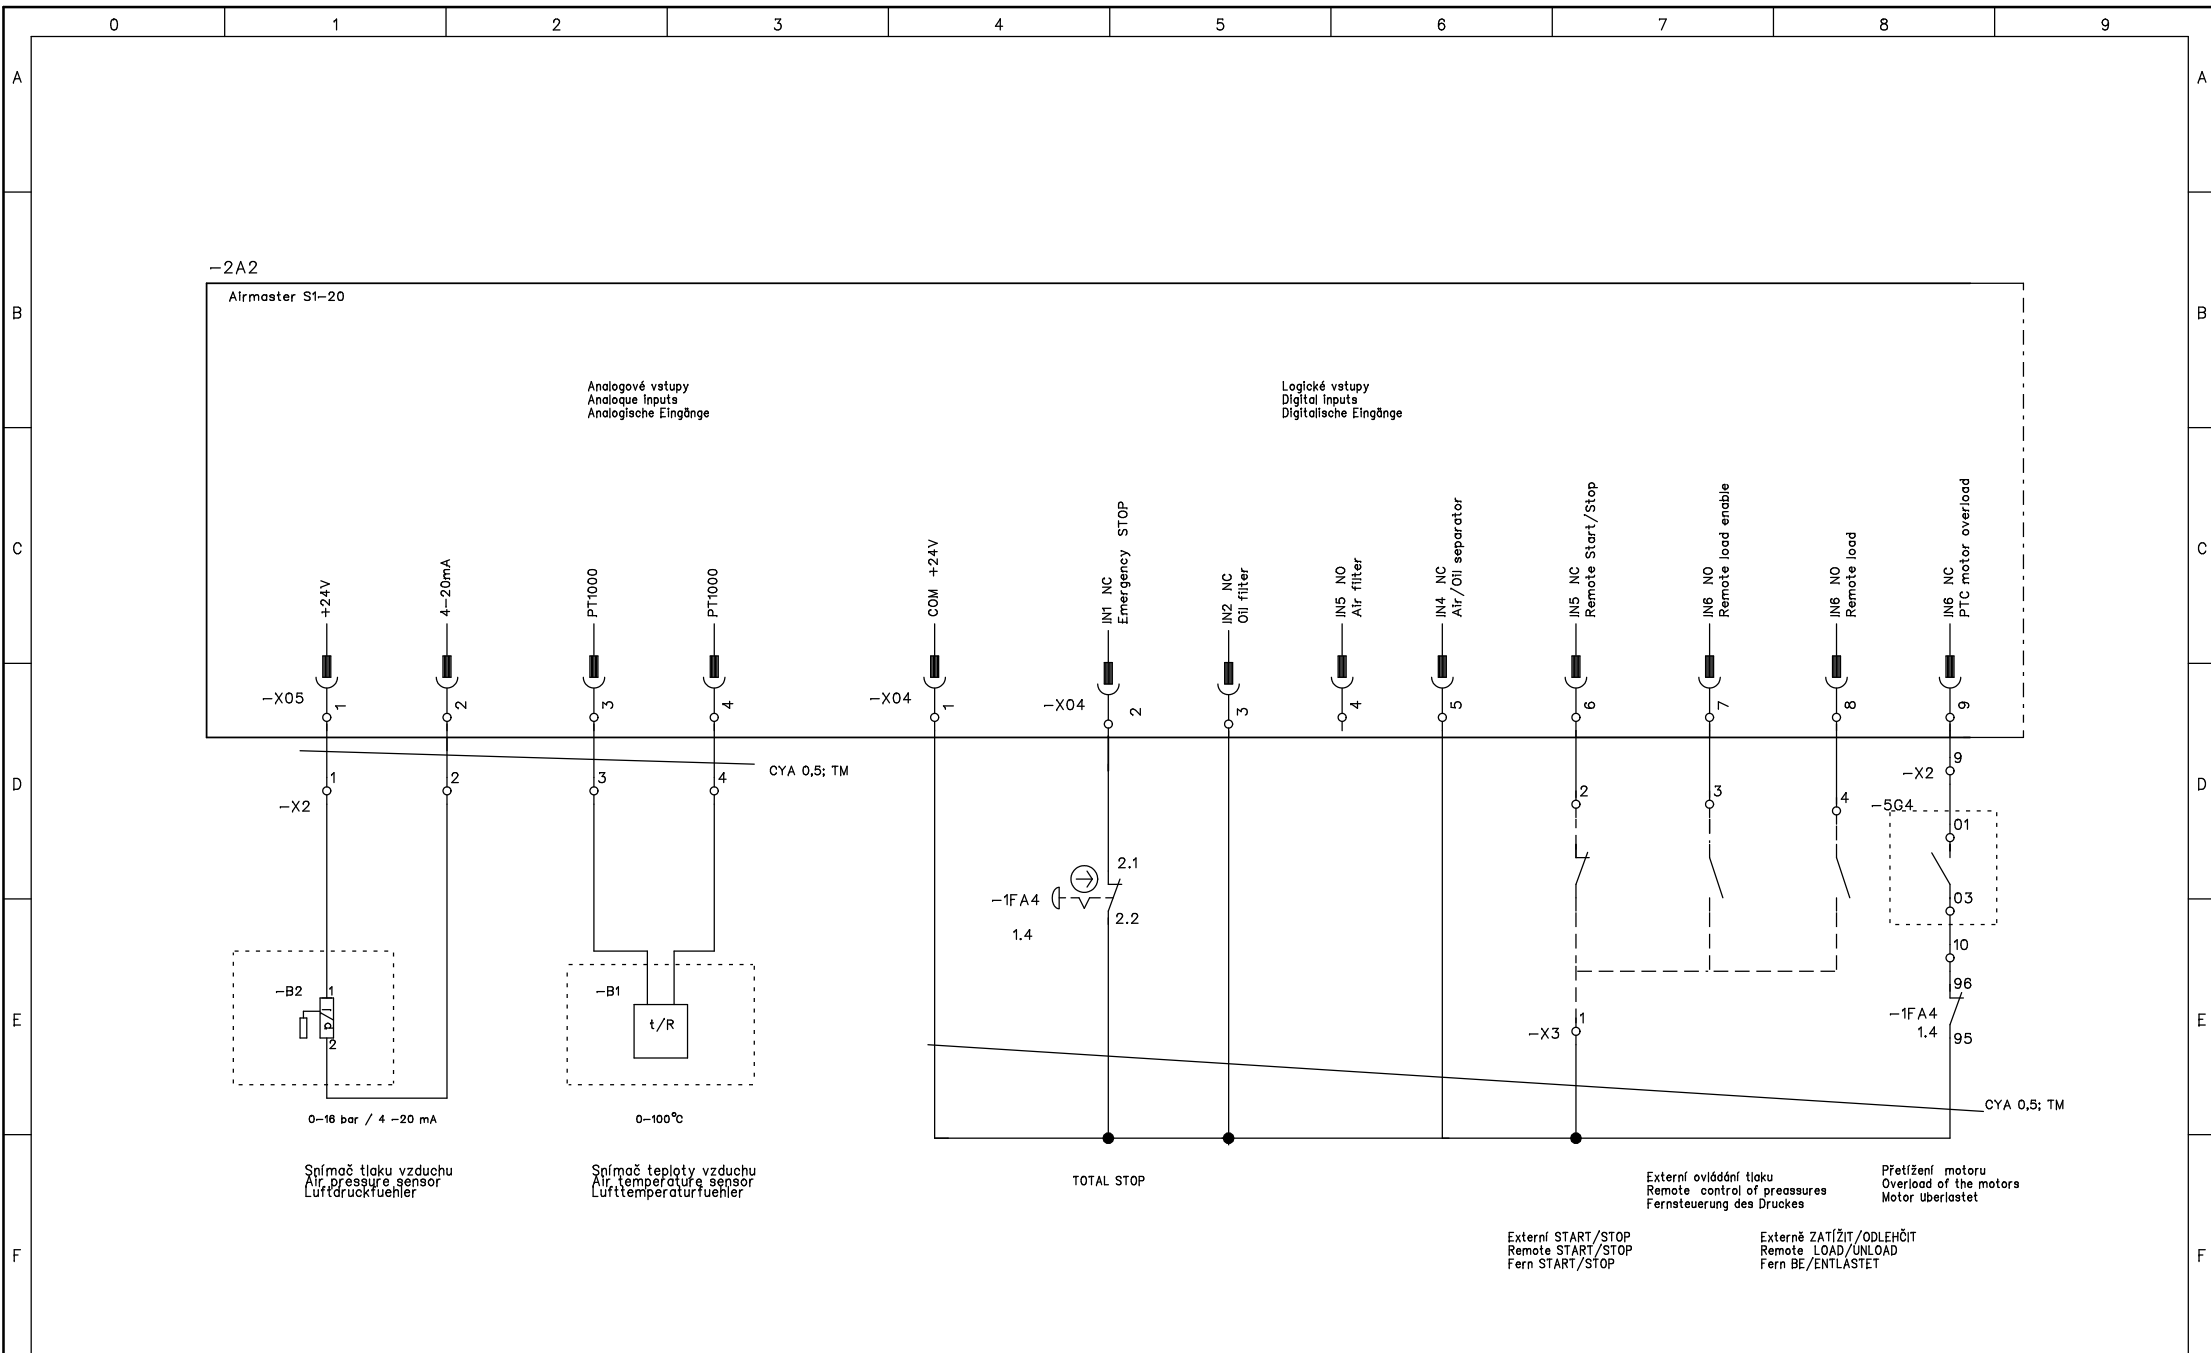 0 1 2 3 4 5 6 7 8 9
A A
-2A2
Airmaster S1-20
B B
Analogové vstupy
Analoque inputs
Analogische Eingänge
Logické vstupy
Digital inputs
Digitalische Eingänge
C C
+24V
4-20mA
PT1000
PT1000
COM +24V
IN1 NC
Emergency STOP
IN2 NC
Oil filter
IN5 NO
Air filter
IN4 NC
Air/Oil separator
IN5 NC
Remote Start/Stop
IN6 NO
Remote load enable
IN6 NO
Remote load
IN6 NC
PTC motor overload
-X05 1 2 3 4
-X04 1
-X04 2 3 4 5 6 7 8 9
D D
CYA 0,5; TM
-X2 1 2 3 4
2 3 4
-X2 9
-5G4
01
03
10
2.1
-1FA4
2.2
1.4
96
-1FA4
1.4
95
E E
-B2
1
p/I
2
-B1
t/R
-X3 1
0-16 bar / 4 -20 mA
0-100°C
CYA 0,5; TM
Snímač tlaku vzduchu
Air pressure sensor
Luftdruckfuehler
Snímač teploty vzduchu
Air temperature sensor
Lufttemperaturfuehler
TOTAL STOP
Externí ovládání tlaku
Remote control of preassures
Fernsteuerung des Druckes
Přetížení motoru
Overload of the motors
Motor überlastet
Externí START/STOP
Remote START/STOP
Fern START/STOP
Externě ZATÍŽIT/ODLEHČIT
Remote LOAD/UNLOAD
Fern BE/ENTLASTET
F F